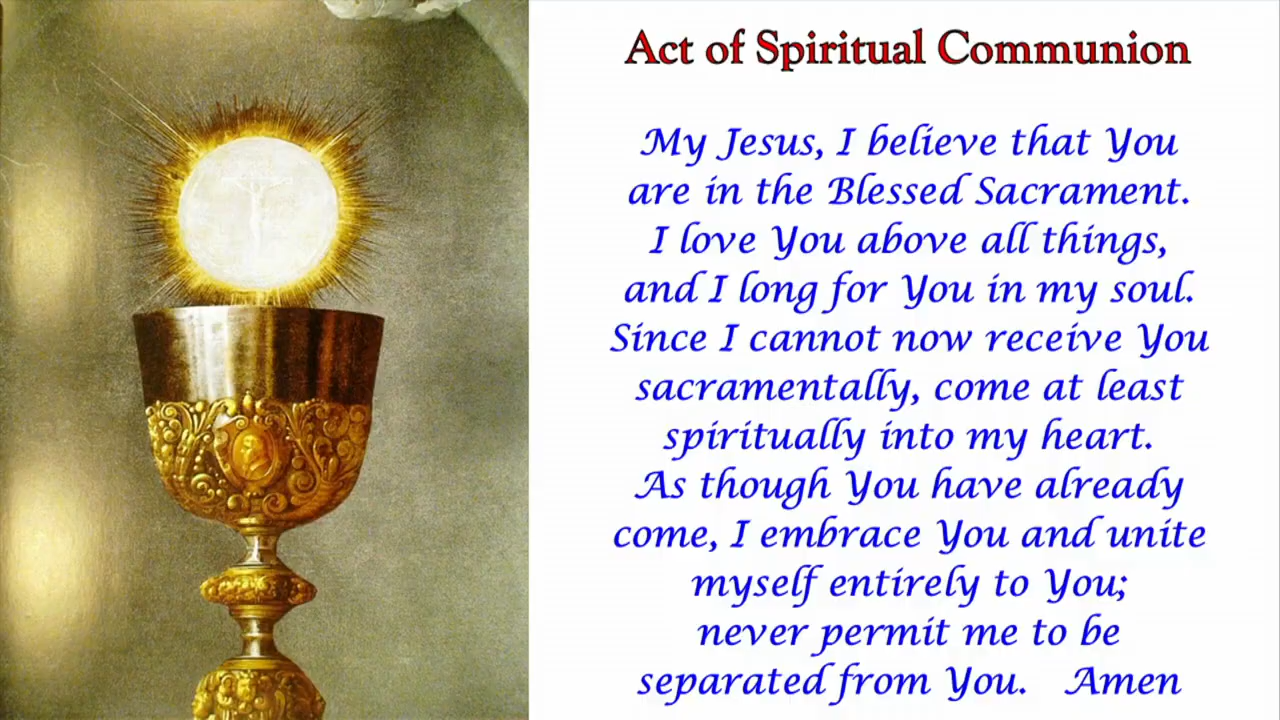 Act of Spiritual Communion
My Jesus, I believe that You
are in the Blessed Sacrament.
I love You above all things,
and I long for You in my soul.
Since I cannot now receive You
sacramentally, come at least
spiritually into my heart.
As though You have already
come, I embrace You and unite
myself entirely to You;
never permit me to be
separated from You. Amen